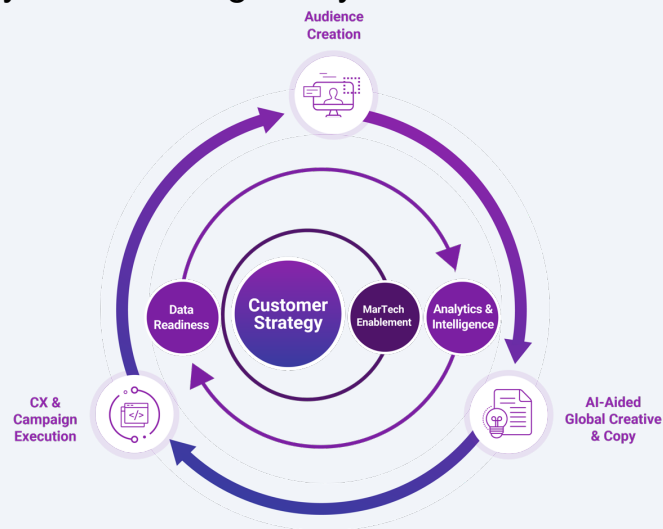 Audience
Creation
Data
Readiness
Customer
Strategy
MarTech
Enablement
Analytics &
Intelligence
CX &
Campaign
Execution
</>
AI-Aided
Global Creative
& Copy